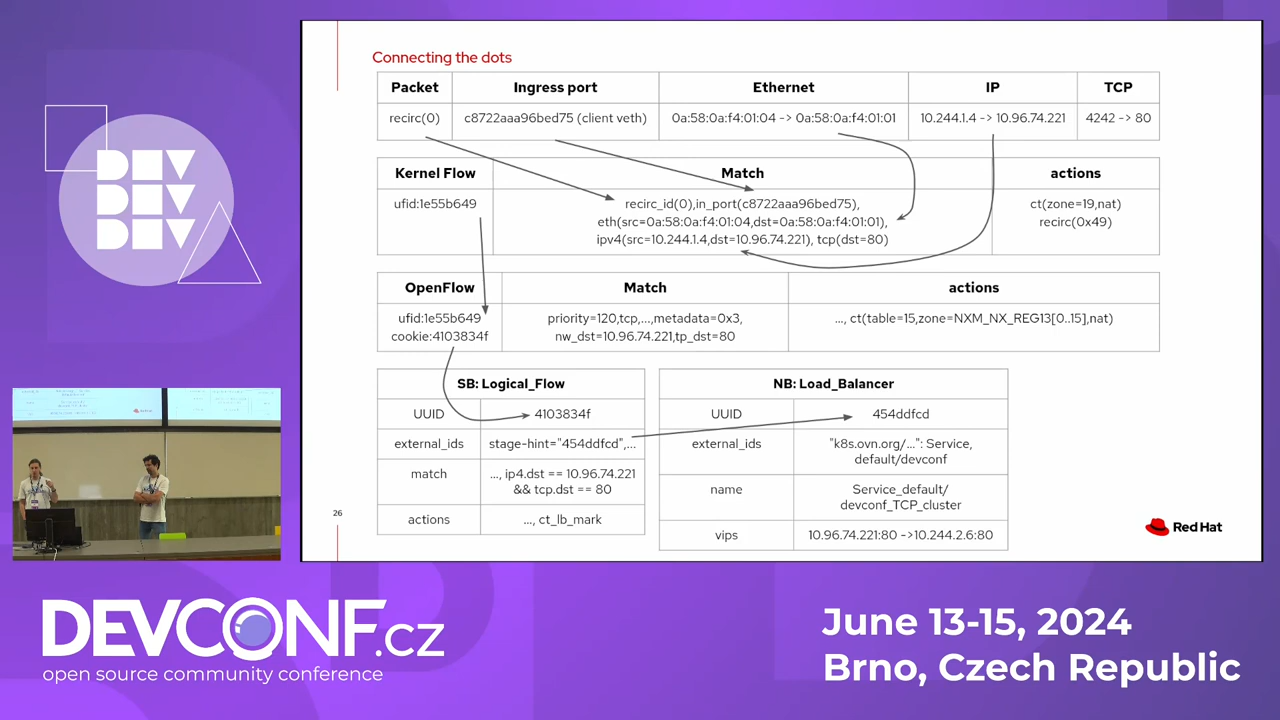 DEV
DEV
DEV
Connecting the dots
Packet Ingress port Ethernet IP TCP
recirc(0) c8722aaa96bed75 (client veth) 0a:58:0a:f4:01:04 -> 0a:58:0a:f4:01:01 10.244.1.4 -> 10.96.74.221 4242 -> 80
Kernel Flow Match actions
ufid:1e55b649 recirc_id(0),in_port(c8722aaa96bed75), ct(zone=19,nat)
eth(src=0a:58:0a:f4:01:04,dst=0a:58:0a:f4:01:01), recirc(0x49)
ipv4(src=10.244.1.4,dst=10.96.74.221), tcp(dst=80)
OpenFlow Match actions
ufid:1e55b649 priority=120,tcp,...,metadata=0x3, ..., ct(table=15,zone=NXM_NX_REG13[0..15],nat)
cookie:4103834f nw_dst=10.96.74.221,tp_dst=80
SB: Logical_Flow
UUID 4103834f
external_ids stage-hint="454ddfcd",...
match ..., ip4.dst == 10.96.74.221
&& tcp.dst == 80
actions ..., ct_lb_mark
NB: Load_Balancer
UUID 454ddfcd
external_ids "k8s.ovn.org/...": Service,
default/devconf
name Service_default/
devconf_TCP_cluster
vips 10.96.74.221:80 ->10.244.2.6:80
26
Red Hat
DEVCONF.cz
open source community conference
June 13-15, 2024
Brno, Czech Republic